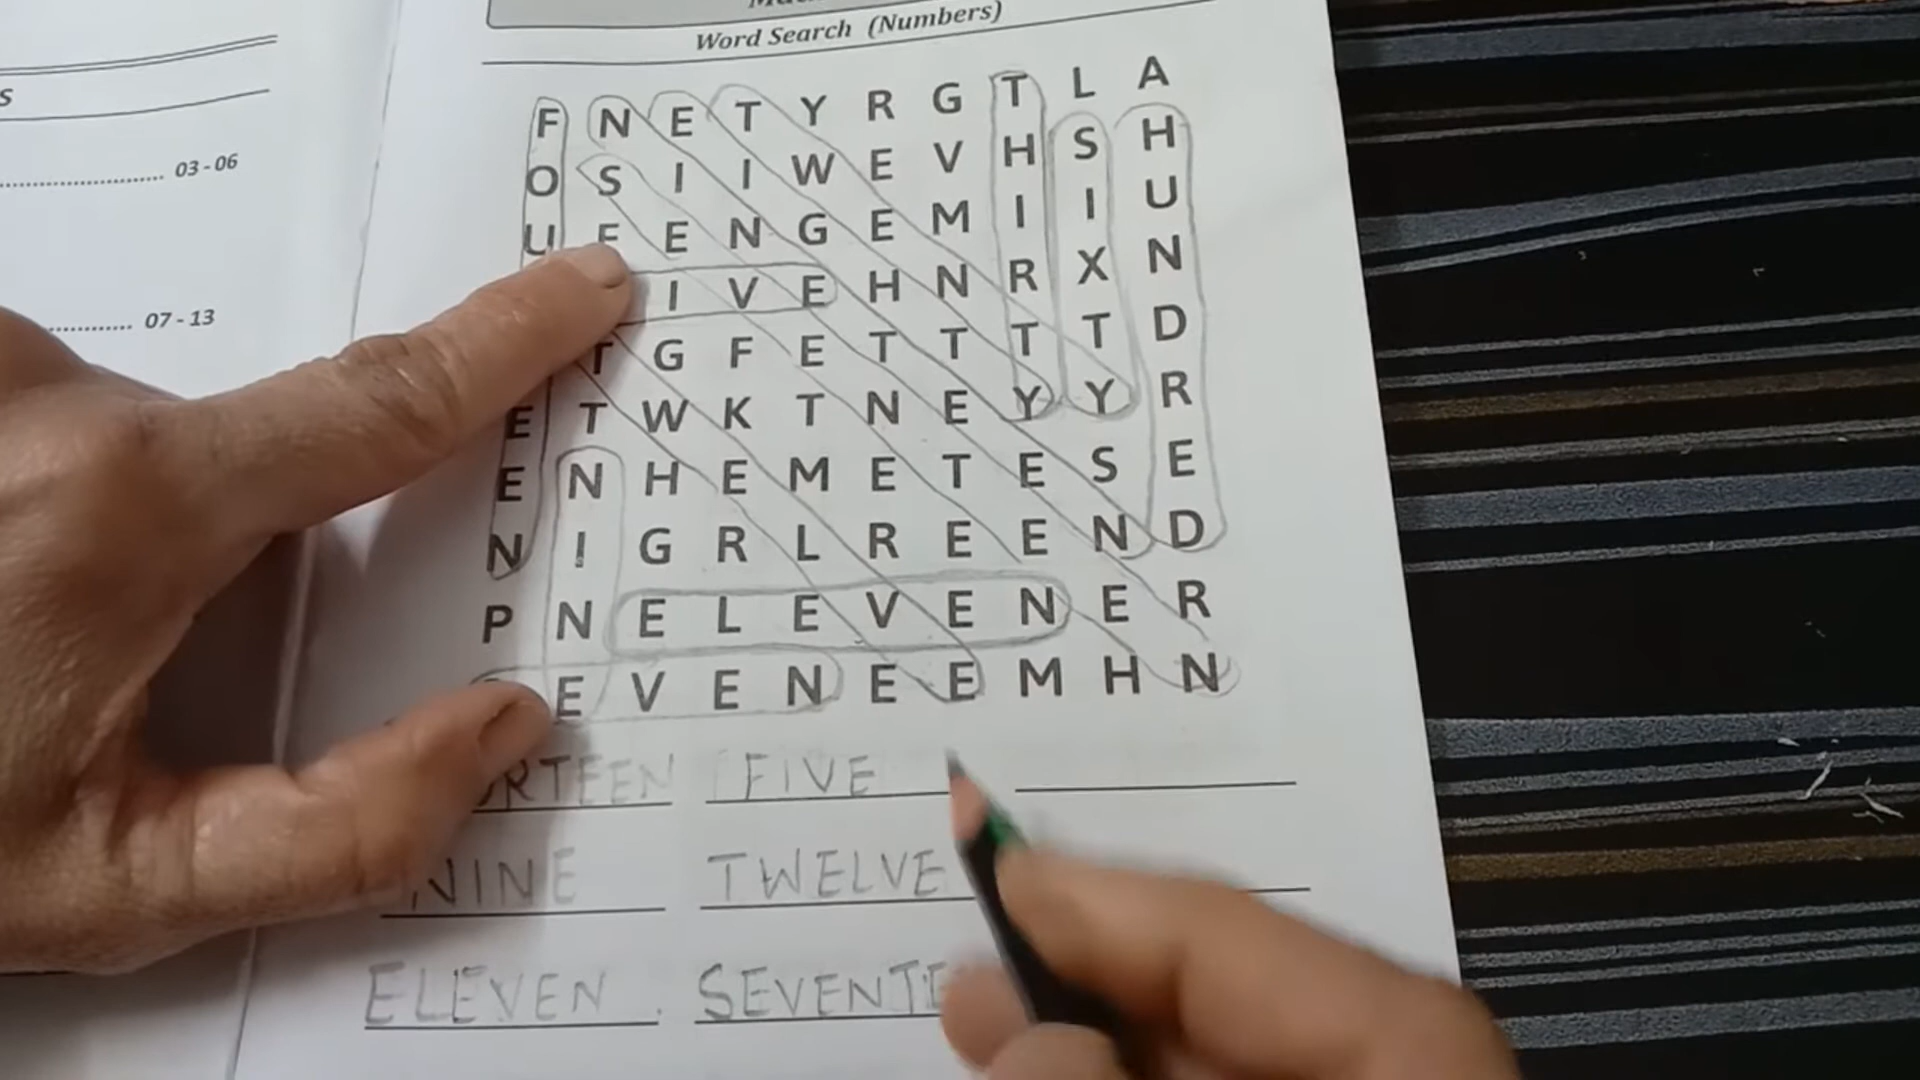 Word Search (Numbers)
S
03 - 06
07 - 13
F N E T Y R G T L A
O S I I W E V H S H
U E N G E M I I U
I V E H N R X N
T G F E T T T T D
E T W K T N E Y Y R
E N H E M E T E S E
N I G R L R E E N D
P N E L E V E N E R
E V E N E E M H N
RTEEN FIVE
NINE TWELVE
ELEVEN SEVENTE